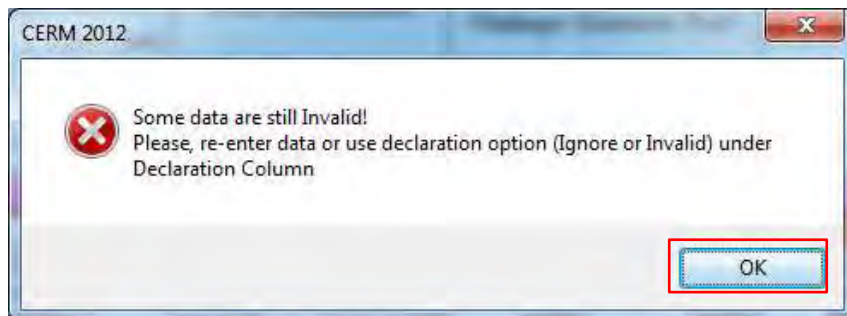 CERM 2012
Some data are still Invalid!
Please, re-enter data or use declaration option (Ignore or Invalid) under
Declaration Column
OK